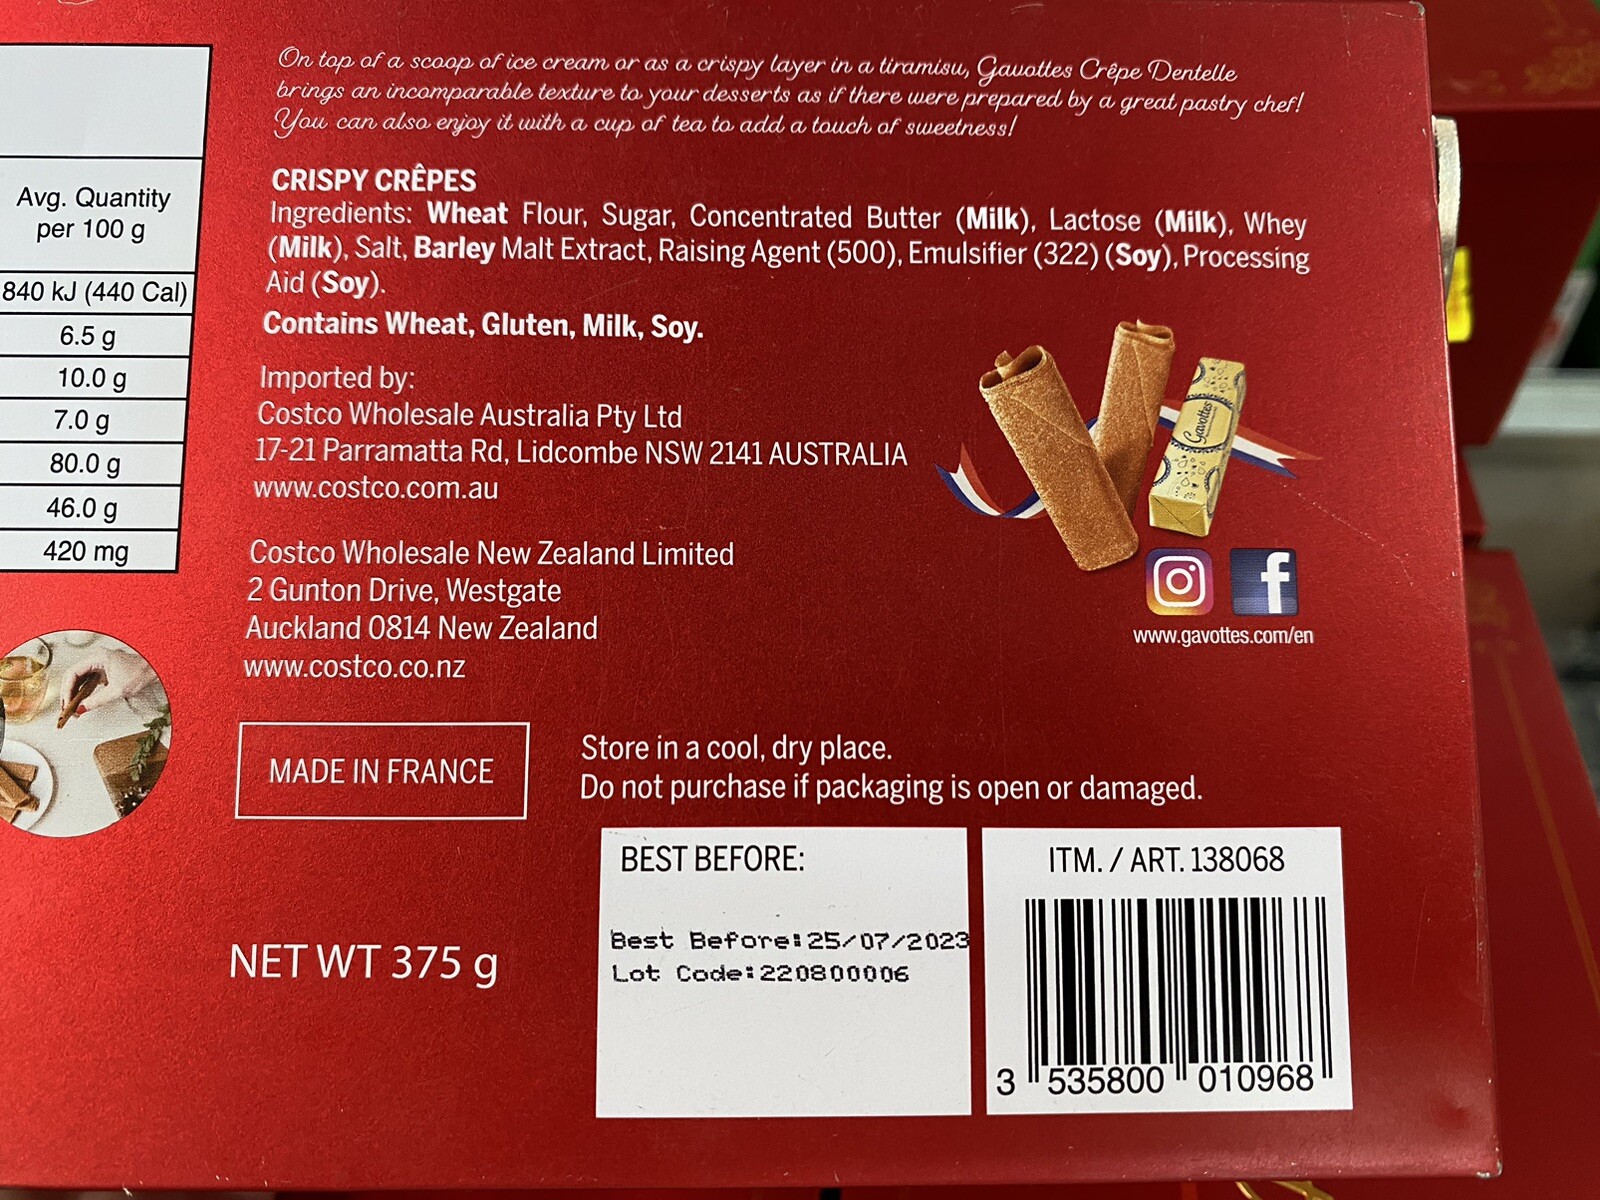 On top of a scoop of ice cream or as a crispy layer in a tiramisu, Gavottes Crêpe Dentelle
brings an incomparable texture to your desserts as if there were prepared by a great pastry chef!
You can also enjoy it with a cup of tea to add a touch of sweetness!
Avg. Quantity
per 100 g
840 kJ (440 Cal)
6.5 g
10.0 g
7.0 g
80.0 g
46.0 g
420 mg
CRISPY CRÊPES
Ingredients: Wheat Flour, Sugar, Concentrated Butter (Milk), Lactose (Milk), Whey
(Milk), Salt, Barley Malt Extract, Raising Agent (500), Emulsifier (322) (Soy), Processing
Aid (Soy).
Contains Wheat, Gluten, Milk, Soy.
Imported by:
Costco Wholesale Australia Pty Ltd
17-21 Parramatta Rd, Lidcombe NSW 2141 AUSTRALIA
www.costco.com.au
Costco Wholesale New Zealand Limited
2 Gunton Drive, Westgate
Auckland 0814 New Zealand
www.costco.co.nz
Gavottes
www.gavottes.com/en
MADE IN FRANCE
Store in a cool, dry place.
Do not purchase if packaging is open or damaged.
NET WT 375 g
BEST BEFORE:
Best Before:25/07/2023
Lot Code:220800006
ITM. / ART. 138068
3 535800 010968